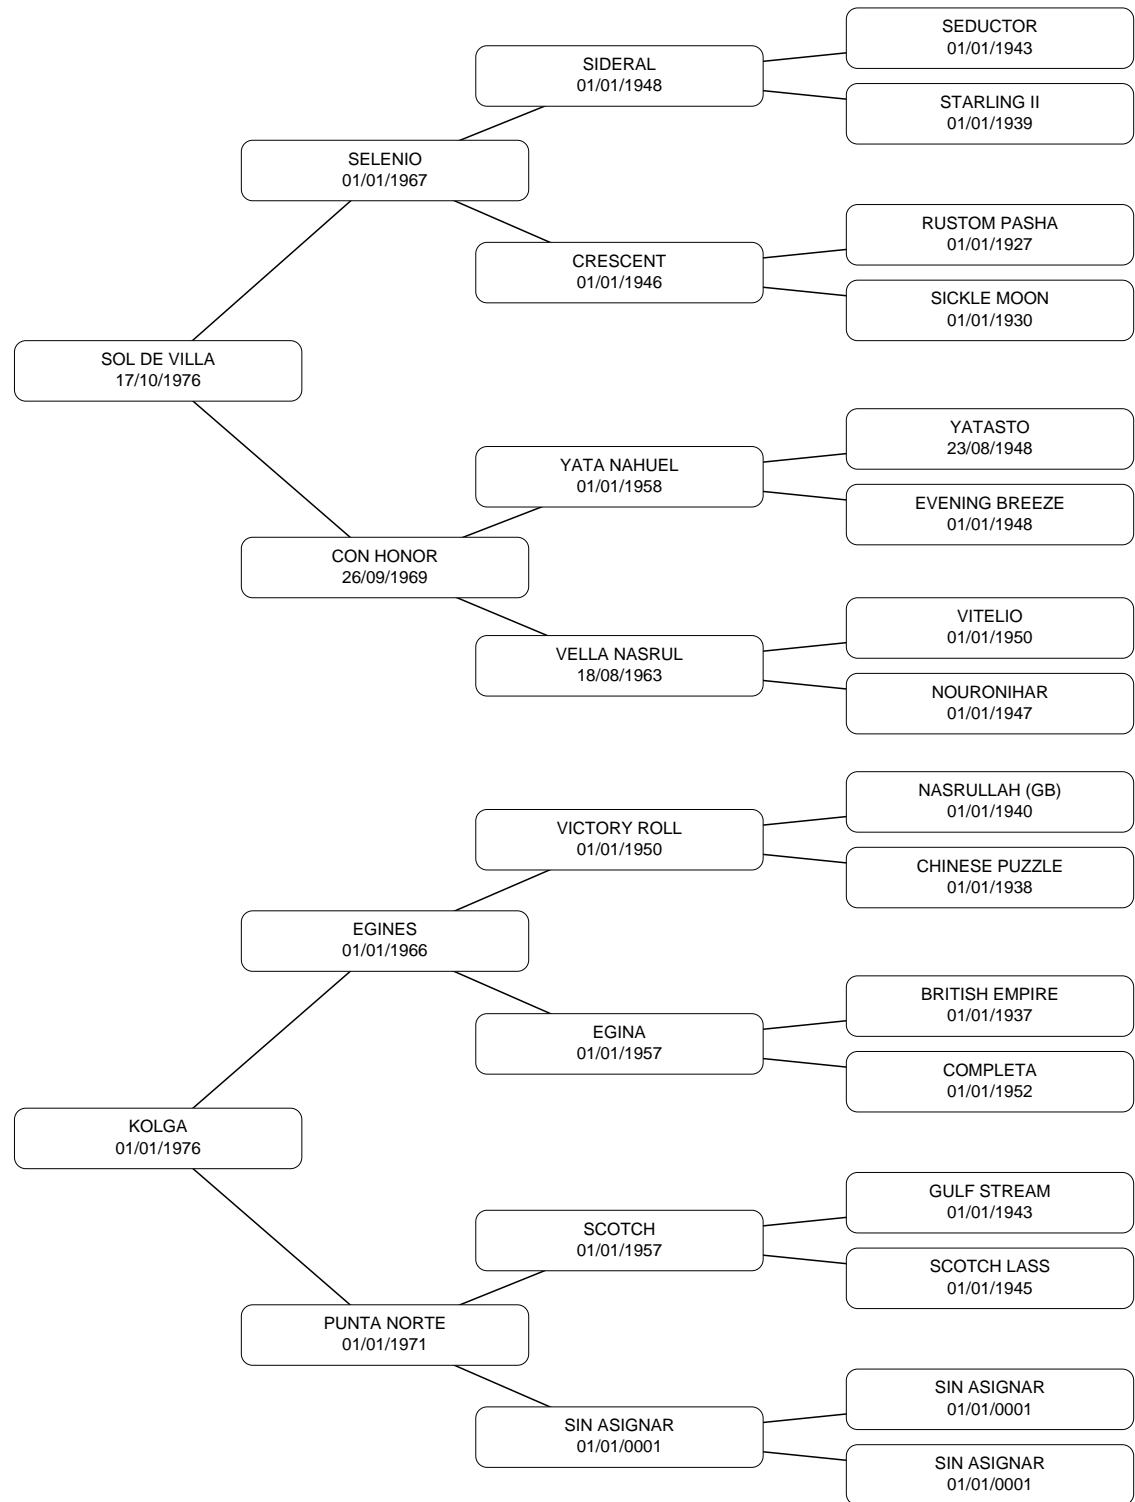 SEDUCTOR
01/01/1943
SIDERAL
01/01/1948
STARLING II
01/01/1939
SELENIO
01/01/1967
RUSTOM PASHA
01/01/1927
CRESCENT
01/01/1946
SICKLE MOON
01/01/1930
SOL DE VILLA
17/10/1976
YATASTO
23/08/1948
YATA NAHUEL
01/01/1958
EVENING BREEZE
01/01/1948
CON HONOR
26/09/1969
VITELIO
01/01/1950
VELLA NASRUL
18/08/1963
NOURONIHAR
01/01/1947
NASRULLAH (GB)
01/01/1940
VICTORY ROLL
01/01/1950
CHINESE PUZZLE
01/01/1938
EGINES
01/01/1966
BRITISH EMPIRE
01/01/1937
EGINA
01/01/1957
COMPLETA
01/01/1952
KOLGA
01/01/1976
GULF STREAM
01/01/1943
SCOTCH
01/01/1957
SCOTCH LASS
01/01/1945
PUNTA NORTE
01/01/1971
SIN ASIGNAR
01/01/0001
SIN ASIGNAR
01/01/0001
SIN ASIGNAR
01/01/0001